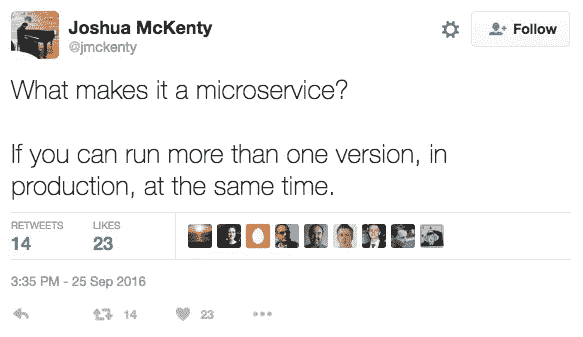 Joshua McKenty
@jmckenty
Follow
What makes it a microservice?
If you can run more than one version, in
production, at the same time.
RETWEETS LIKES
14 23
3:35 PM - 25 Sep 2016
14 23